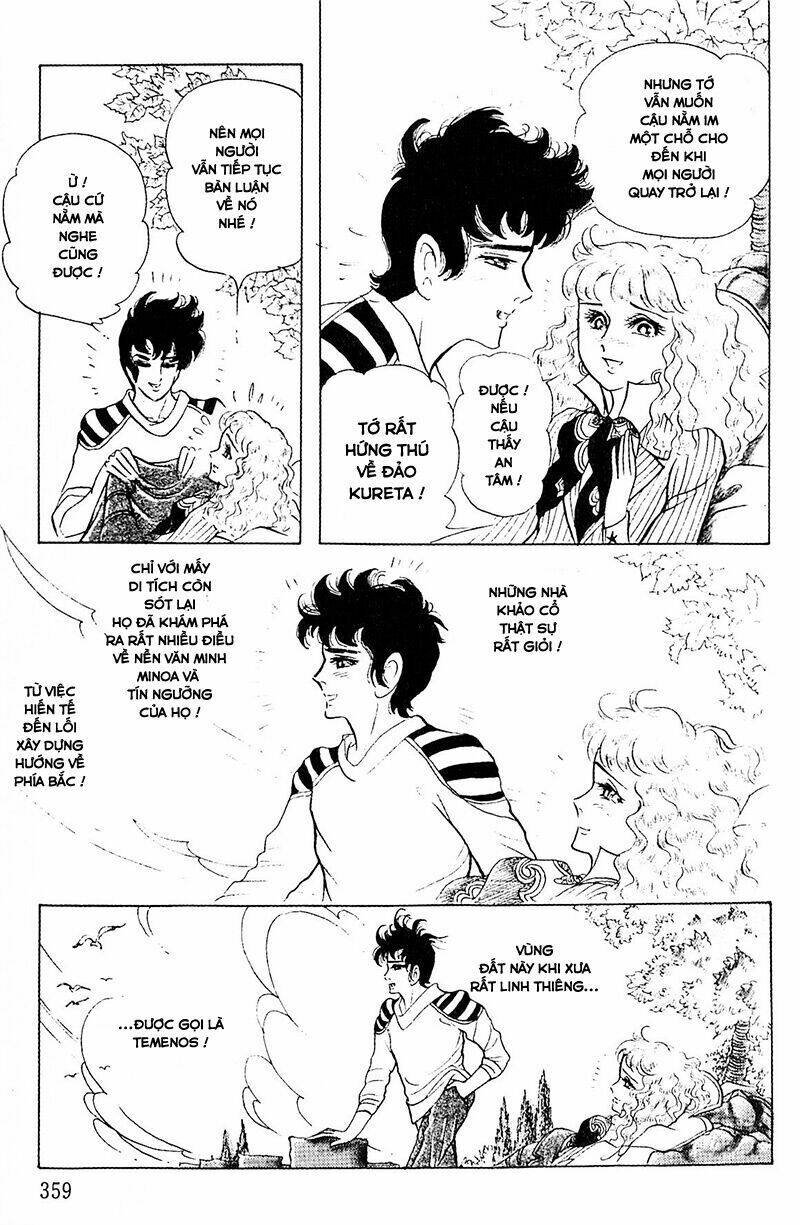 NHƯNG TỚ
VẪN MUỐN
CẬU NẰM IM
MỘT CHỖ CHO
ĐẾN KHI
MỌI NGƯỜI
QUAY TRỞ LẠI !
ĐƯỢC !
NẾU
CẬU
THẤY
AN
TÂM !
TỚ RẤT
HỨNG THÚ
VỀ ĐẢO
KURETA !
NÊN MỌI
NGƯỜI
VẪN TIẾP TỤC
BÀN LUẬN
VỀ NÓ
NHÉ !
Ừ !
CẬU CỨ
NẰM MÀ
NGHE
CŨNG
ĐƯỢC !
NHỮNG NHÀ
KHẢO CỔ
THẬT SỰ
RẤT GIỎI !
CHỈ VỚI MẤY
DI TÍCH CÒN
SÓT LẠI
HỌ ĐÃ KHÁM PHÁ
RA RẤT NHIỀU ĐIỀU
VỀ NỀN VĂN MINH
MINOA VÀ
TÍN NGƯỠNG
CỦA HỌ !
TỪ VIỆC
HIẾN TẾ
ĐẾN LỐI
XÂY DỰNG
HƯỚNG VỀ
PHÍA BẮC !
VÙNG
ĐẤT NÀY KHI XƯA
RẤT LINH THIÊNG...
...ĐƯỢC GỌI LÀ
TEMENOS !
359